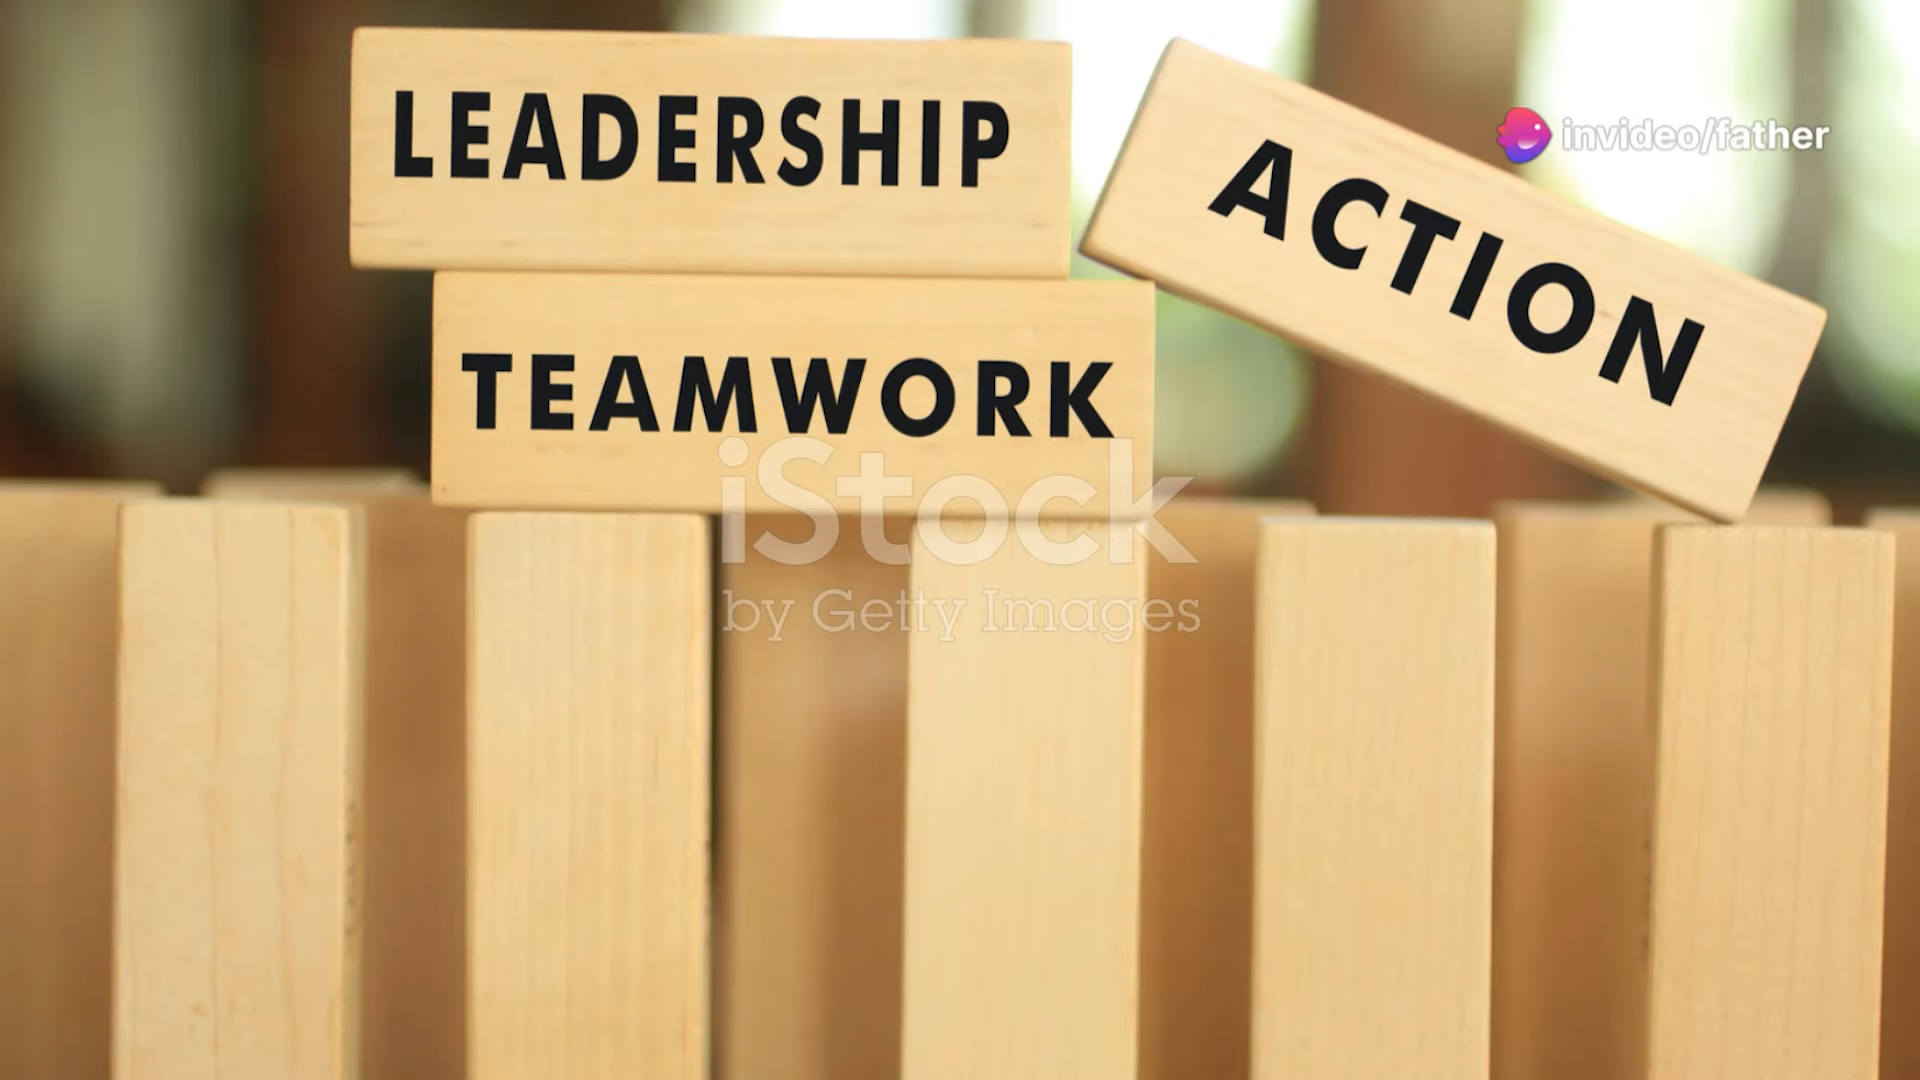 LEADERSHIP
ACTION
invideo/father
TEAMWORK
iStock
by Getty Images